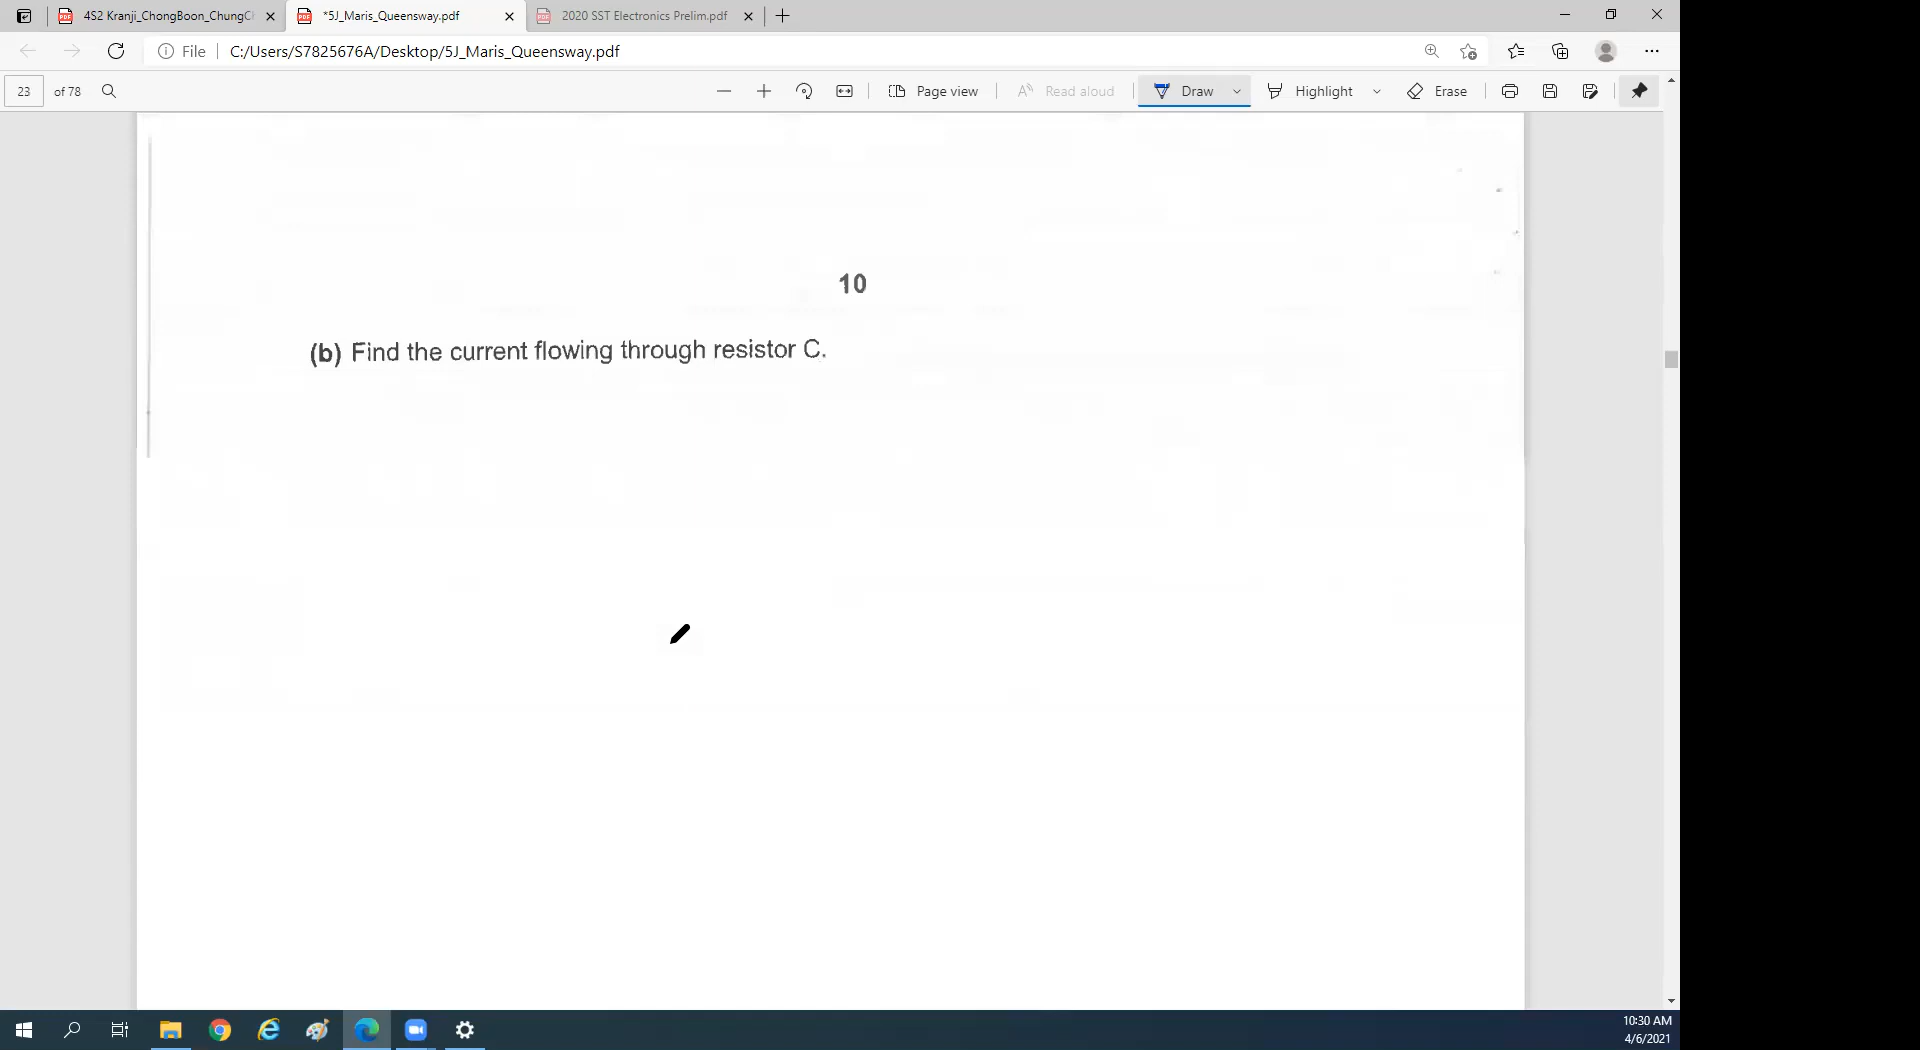 4S2 Kranji_ChongBoon_ChungCh
*5J_Maris_Queensway.pdf
2020 SST Electronics Prelim.pdf
File
C:/Users/S7825676A/Desktop/5J_Maris_Queensway.pdf
23 of 78
Page view
Read aloud
Draw
Highlight
Erase
10
(b) Find the current flowing through resistor C.
10:30 AM
4/6/2021